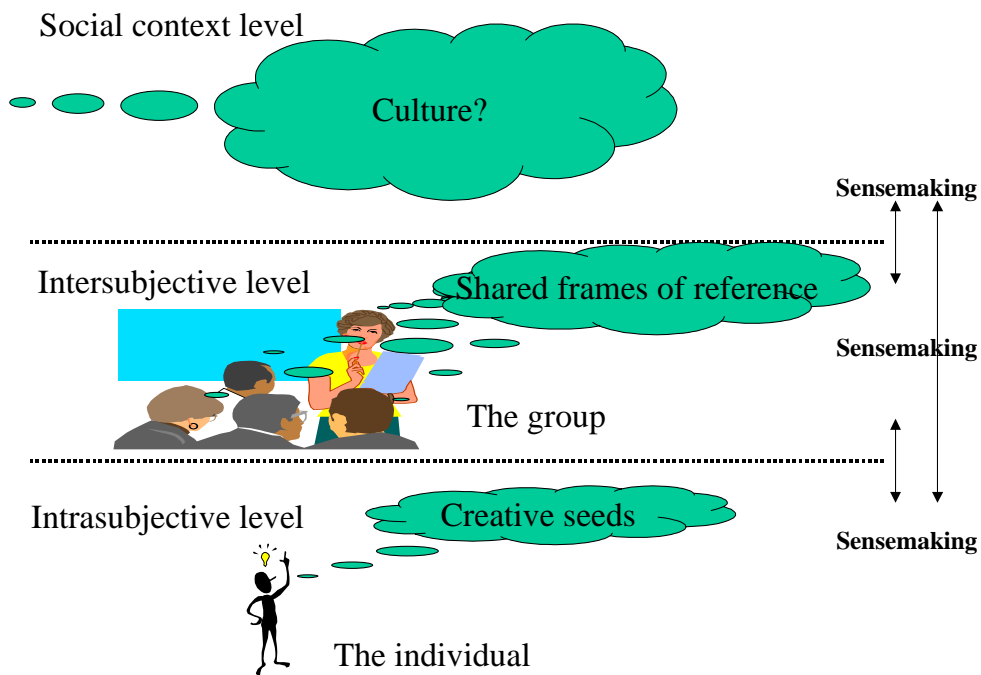 Social context level
Culture?
Sensemaking
Intersubjective level
Shared frames of reference
Sensemaking
The group
Intrasubjective level
Creative seeds
Sensemaking
The individual